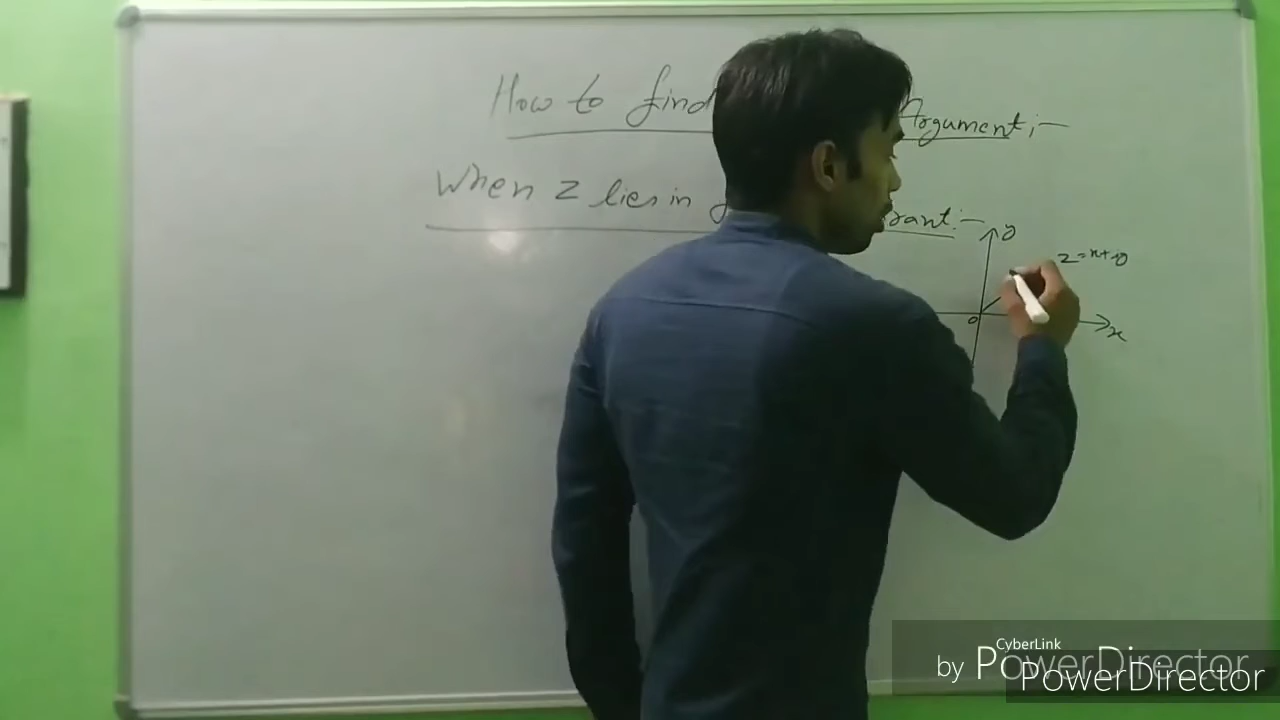 How to find Argument :-
When z lies in rant :-
y
z = x + iy
o
x
CyberLink
by PowerDirector
PowerDirector